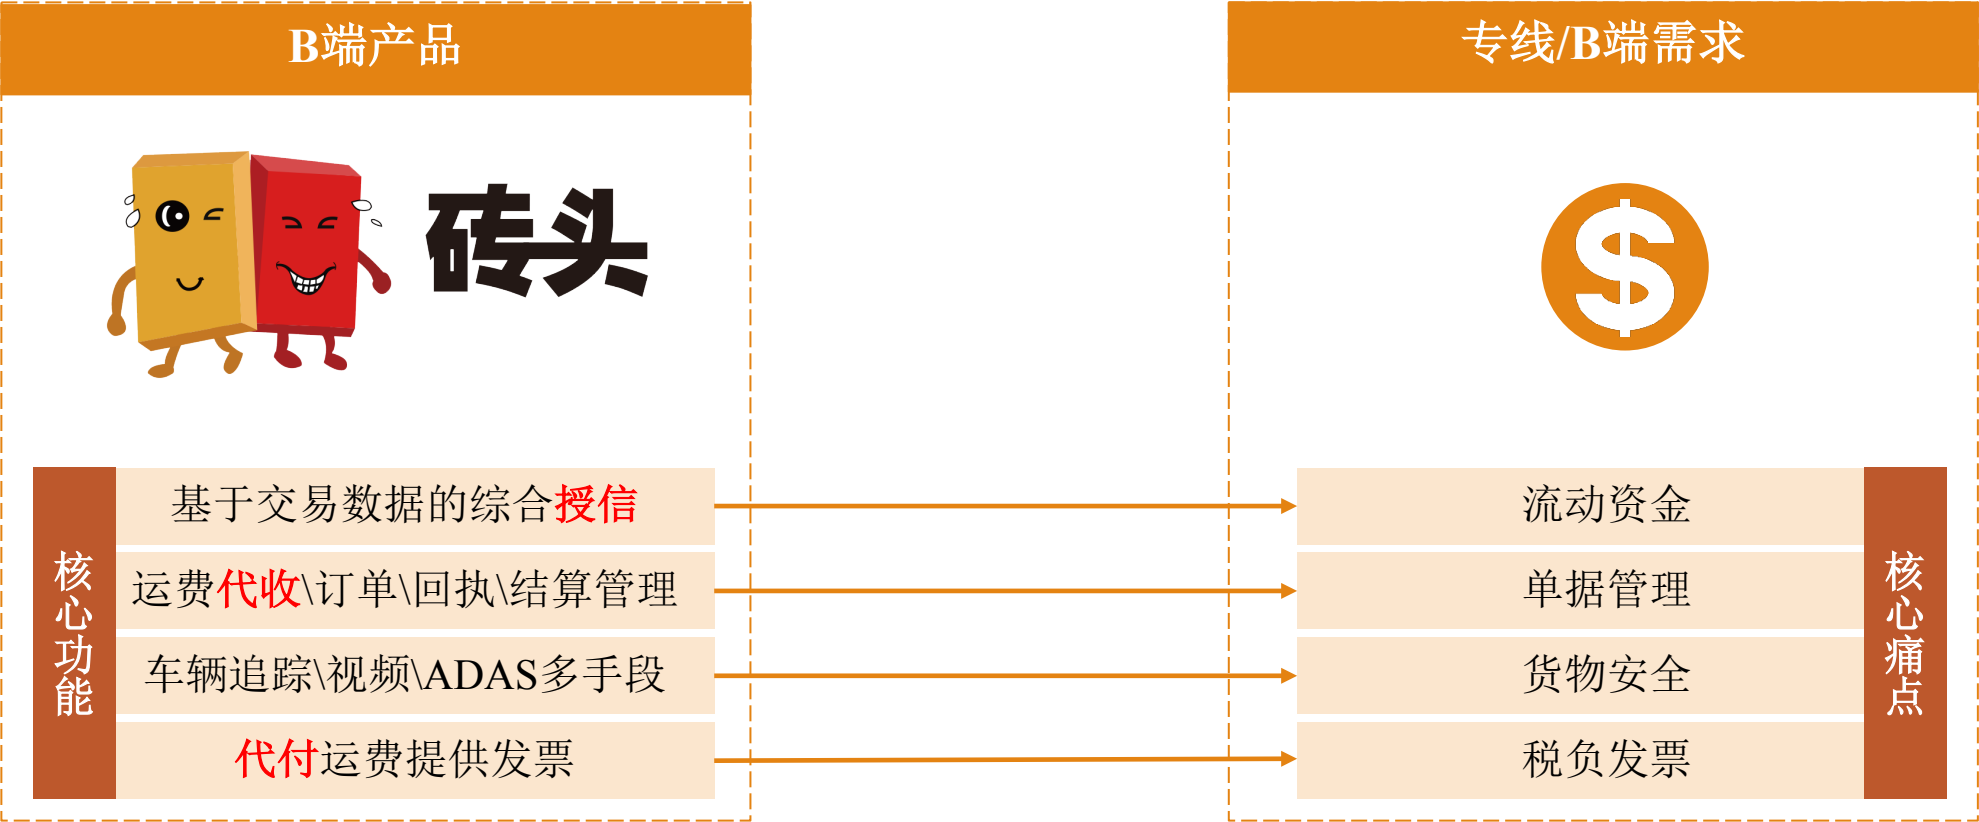 B端产品
砖头
核心功能
基于交易数据的综合授信
运费代收\订单\回执\结算管理
车辆追踪\视频\ADAS多手段
代付运费提供发票
专线/B端需求
流动资金
单据管理
货物安全
税负发票
核心痛点